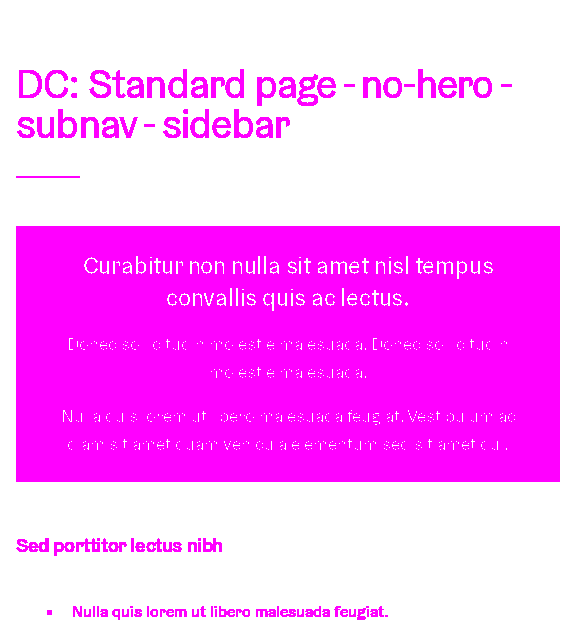 DC: Standard page - no-hero -
subnav - sidebar
Curabitur non nulla sit amet nisl tempus
convallis quis ac lectus.
Donec sollicitudin molestie malesuada. Donec sollicitudin
molestie malesuada.
Nulla quis lorem ut libero malesuada feugiat. Vestibulum ac
diam sit amet quam vehicula elementum sed sit amet dui.
Sed porttitor lectus nibh
▪ Nulla quis lorem ut libero malesuada feugiat.